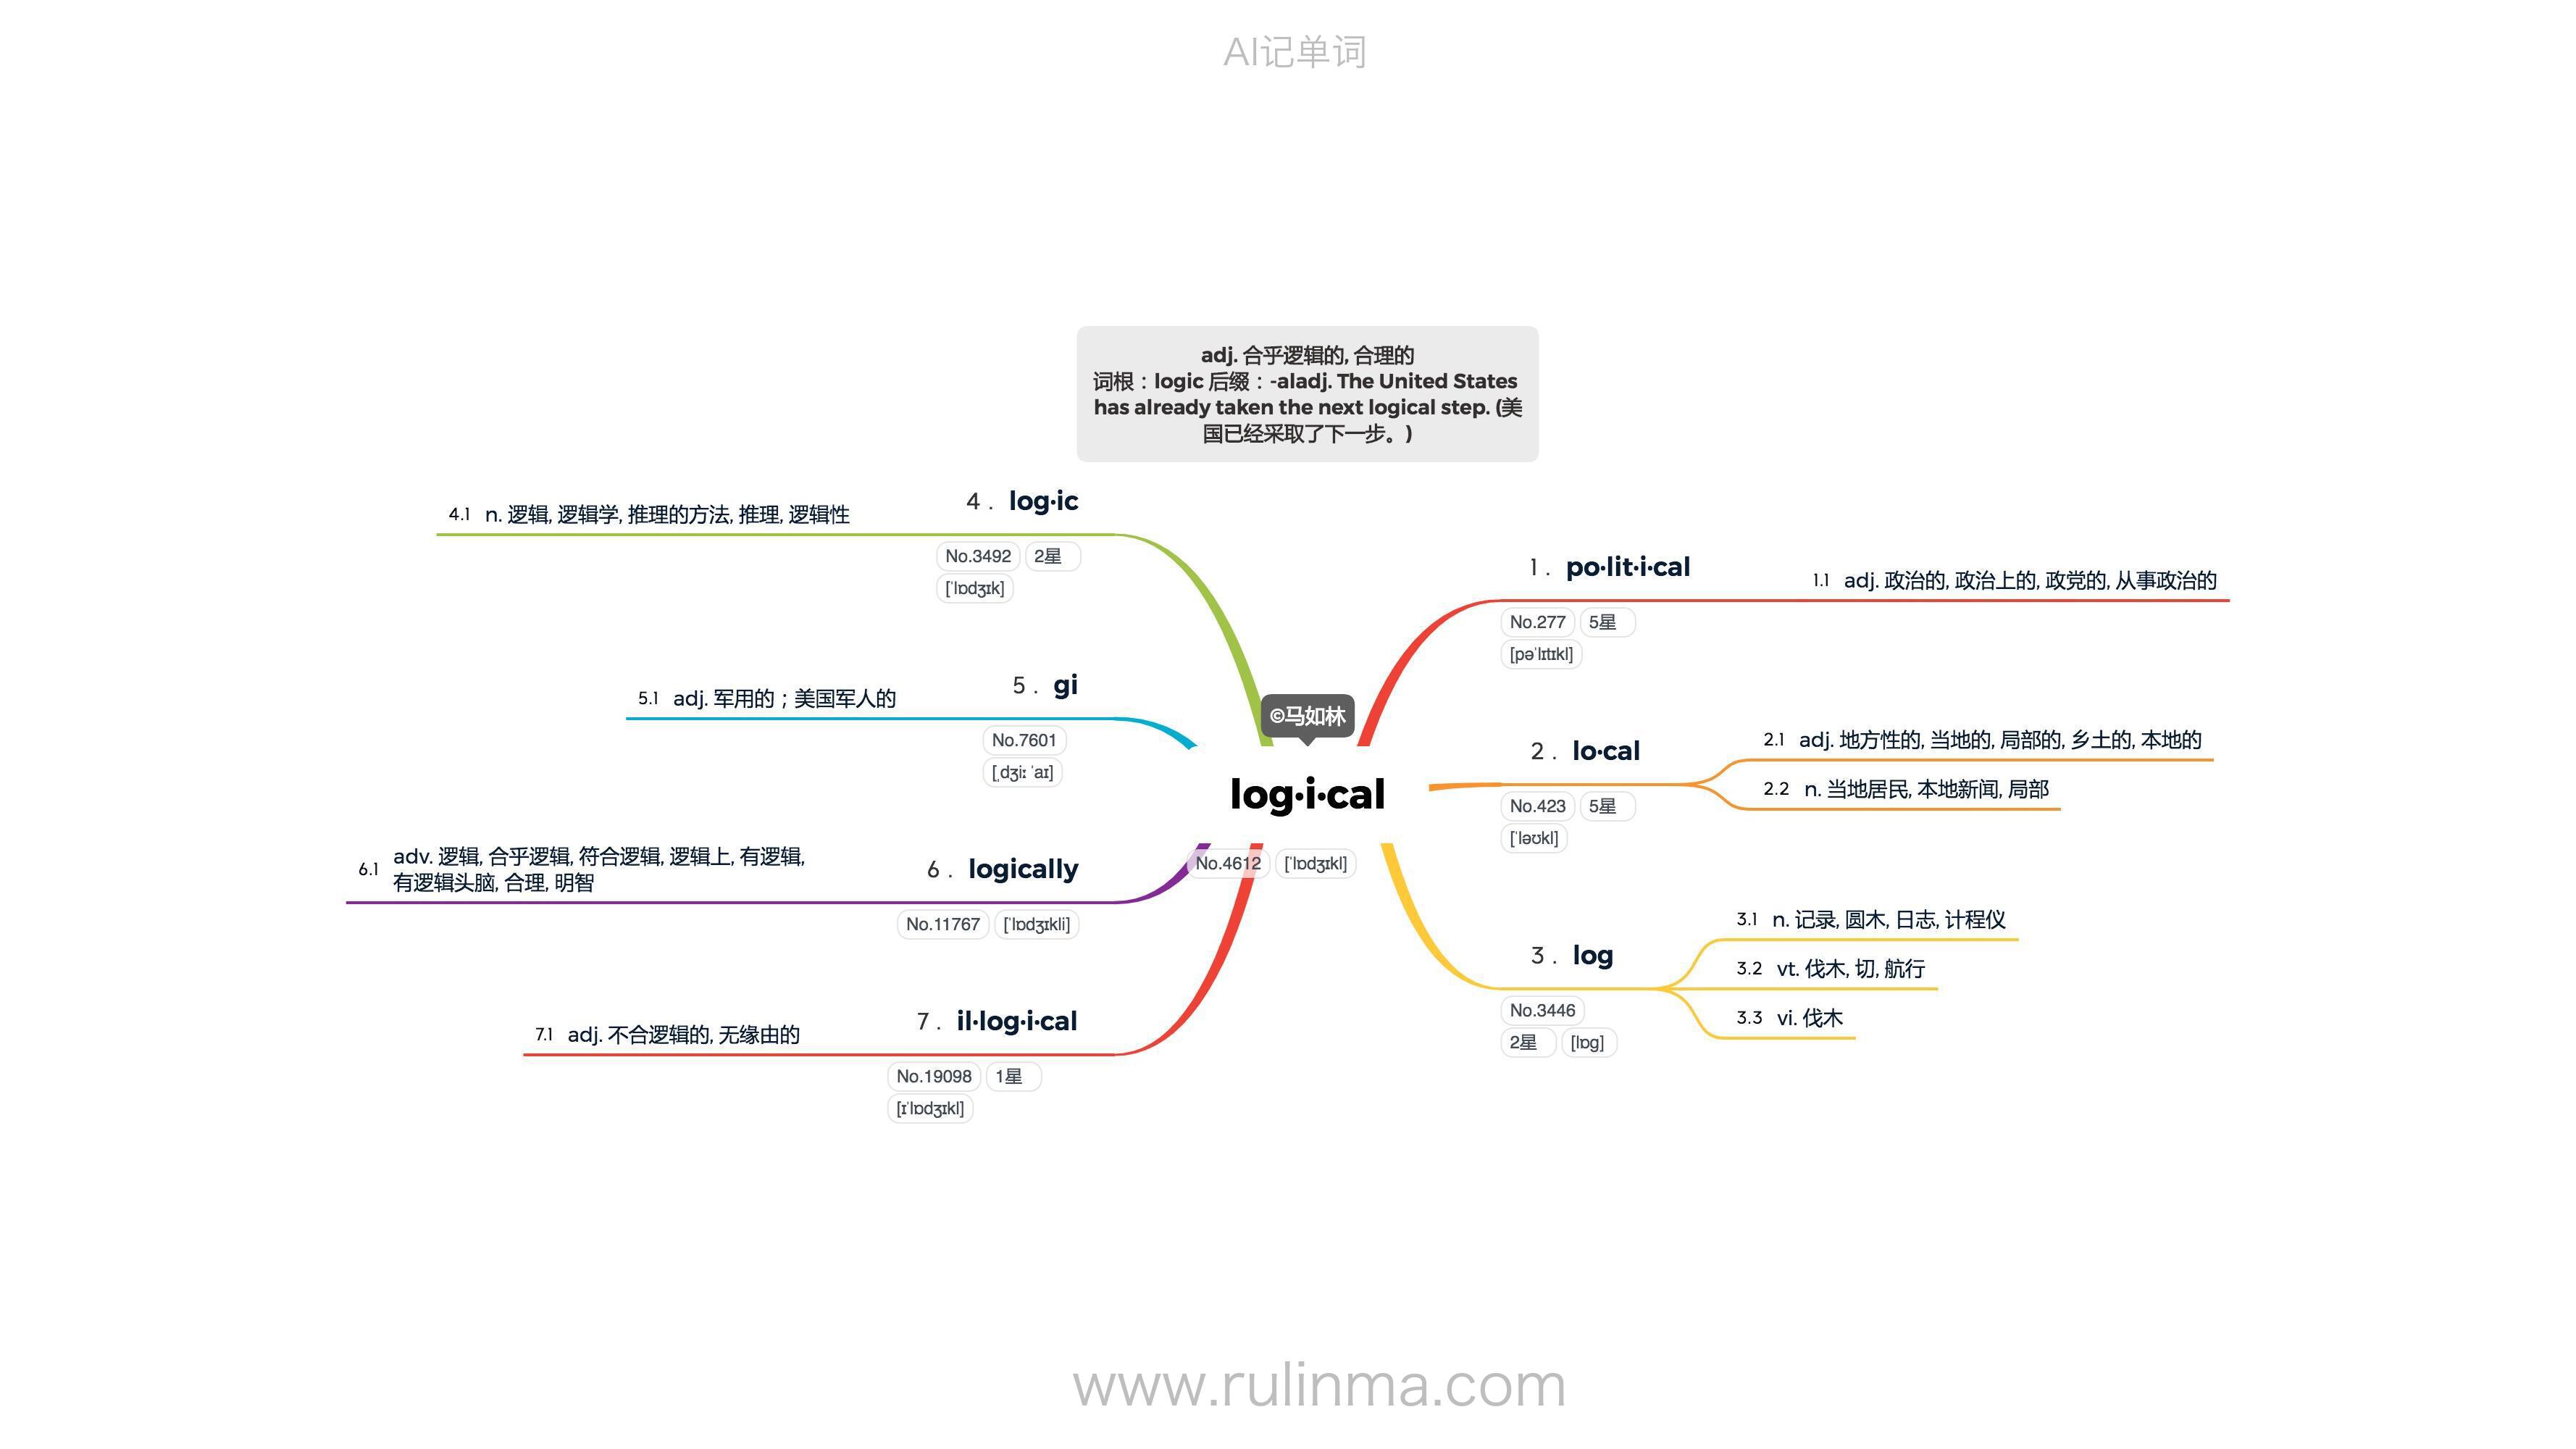 AI记单词
adj. 合乎逻辑的, 合理的
词根：logic 后缀：-aladj. The United States
has already taken the next logical step. (美
国已经采取了下一步。)
©马如林
log·i·cal
No.4612 [ˈlɒdʒɪkl]
1. po·lit·i·cal
No.277 5星
[pəˈlɪtɪkl]
1.1 adj. 政治的, 政治上的, 政党的, 从事政治的
2. lo·cal
No.423 5星
[ˈləʊkl]
2.1 adj. 地方性的, 当地的, 局部的, 乡土的, 本地的
2.2 n. 当地居民, 本地新闻, 局部
3. log
No.3446
2星 [lɒg]
3.1 n. 记录, 圆木, 日志, 计程仪
3.2 vt. 伐木, 切, 航行
3.3 vi. 伐木
4. log·ic
No.3492 2星
[ˈlɒdʒɪk]
4.1 n. 逻辑, 逻辑学, 推理的方法, 推理, 逻辑性
5. gi
No.7601
[ˌdʒiː ˈaɪ]
5.1 adj. 军用的；美国军人的
6. logically
No.11767 [ˈlɒdʒɪkli]
6.1 adv. 逻辑, 合乎逻辑, 符合逻辑, 逻辑上, 有逻辑,
有逻辑头脑, 合理, 明智
7. il·log·i·cal
No.19098 1星
[ɪˈlɒdʒɪkl]
7.1 adj. 不合逻辑的, 无缘由的
www.rulinma.com